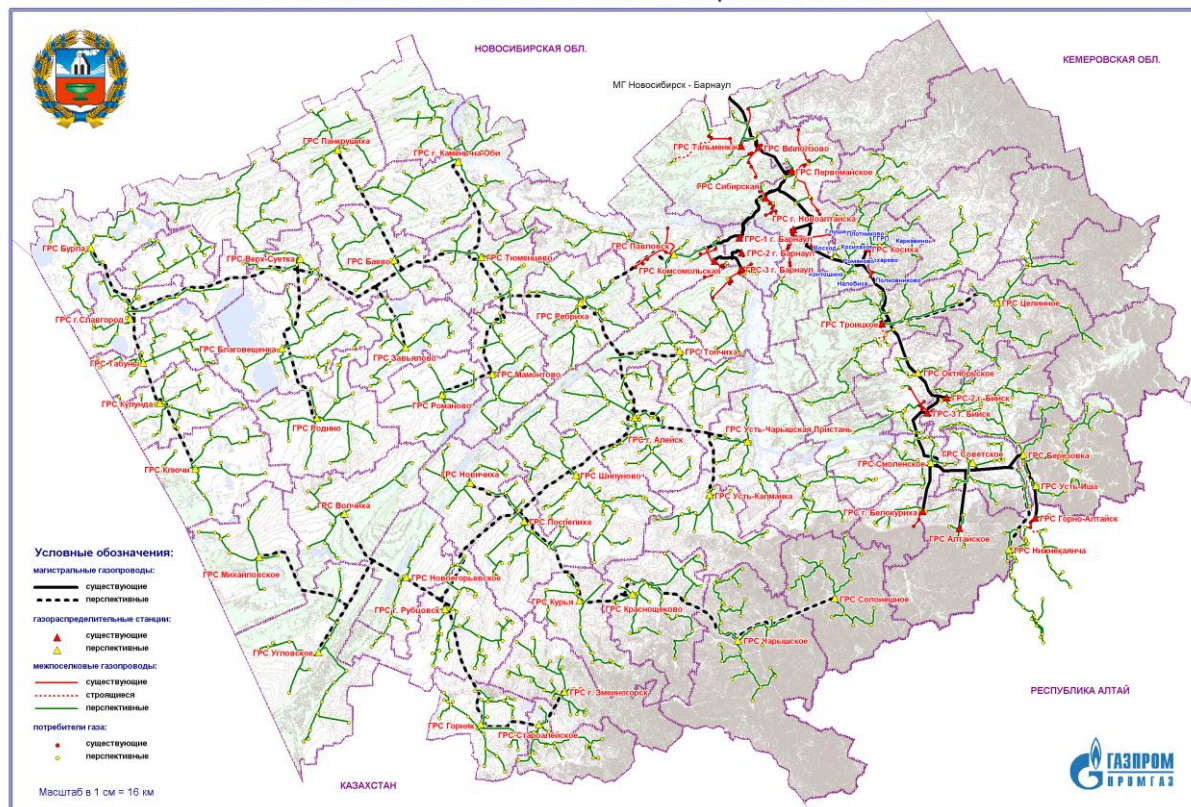 НОВОСИБИРСКАЯ ОБЛ.
КЕМЕРОВСКАЯ ОБЛ.
МГ Новосибирск - Барнаул
ГРС Панкрушиха
ГРС г. Камень-на-Оби
ГРС Тальменка
ГРС Первомайское
ГРС Сибирская
ГРС г. Новоалтайска
ГРС-1 г. Барнаул
ГРС-2 г. Барнаул
ГРС-3 г. Барнаул
Плотниково
ГГРП
Каркавино
ГРС Косиха
Романово
Налобиха
Полковниково
ГРС Бурла
ГРС Верх-Суетка
ГРС Баево
ГРС Тюменцево
ГРС Павловск
ГРС Комсомольская
ГРС г.Славгород
ГРС Ребриха
ГРС Троицкое
ГРС Целинное
ГРС Табуны
ГРС Благовещенка
ГРС Завьялово
ГРС Топчиха
ГРС Мамонтово
ГРС Октябрьское
ГРС Кулунда
ГРС Романово
ГРС-2 г. Бийск
ГРС-3 г. Бийск
ГРС Родино
ГРС г. Алейск
ГРС Усть-Чарышская Пристань
ГРС Ключи
ГРС Новичиха
ГРС Шипуново
ГРС Смоленское
ГРС Советское
ГРС Березовка
ГРС Усть-Калманка
ГРС Усть-Иша
ГРС Волчиха
ГРС Поспелиха
ГРС г. Белокуриха
ГРС Горно-Алтайск
ГРС Алтайское
ГРС Нижнекаянча
ГРС Михайловское
ГРС Новоегорьевское
ГРС г. Рубцовск
ГРС Курья
ГРС Краснощеково
ГРС Солонешное
ГРС Чарышское
ГРС Угловское
ГРС г. Змеиногорск
ГРС Горняк
ГРС Староалейское
РЕСПУБЛИКА АЛТАЙ
КАЗАХСТАН
Условные обозначения:
магистральные газопроводы:
существующие
перспективные
газораспределительные станции:
существующие
перспективные
межпоселковые газопроводы:
существующие
строящиеся
перспективные
потребители газа:
существующие
перспективные
Масштаб в 1 см = 16 км
ГАЗПРОМ
ПРОМГАЗ